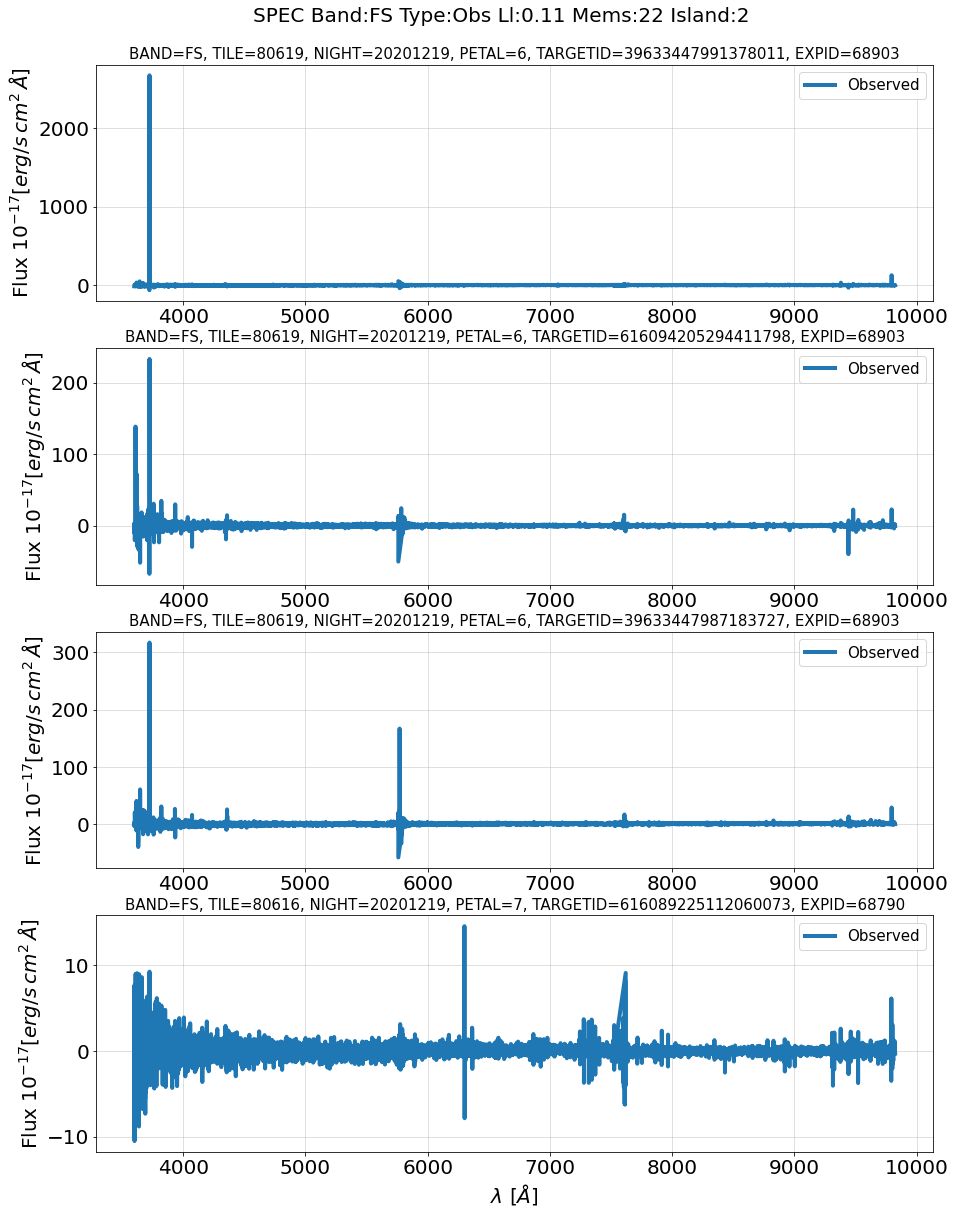 SPEC Band:FS Type:Obs Ll:0.11 Mems:22 Island:2
BAND=FS, TILE=80619, NIGHT=20201219, PETAL=6, TARGETID=39633447991378011, EXPID=68903
Flux 10⁻¹⁷[erg/s cm² Å]
2000
1000
0
Observed
4000 5000 6000 7000 8000 9000 10000
BAND=FS, TILE=80619, NIGHT=20201219, PETAL=6, TARGETID=616094205294411798, EXPID=68903
Flux 10⁻¹⁷[erg/s cm² Å]
200
100
0
Observed
4000 5000 6000 7000 8000 9000 10000
BAND=FS, TILE=80619, NIGHT=20201219, PETAL=6, TARGETID=39633447987183727, EXPID=68903
Flux 10⁻¹⁷[erg/s cm² Å]
300
200
100
0
Observed
4000 5000 6000 7000 8000 9000 10000
BAND=FS, TILE=80616, NIGHT=20201219, PETAL=7, TARGETID=616089225112060073, EXPID=68790
Flux 10⁻¹⁷[erg/s cm² Å]
10
0
−10
Observed
4000 5000 6000 7000 8000 9000 10000
λ [Å]